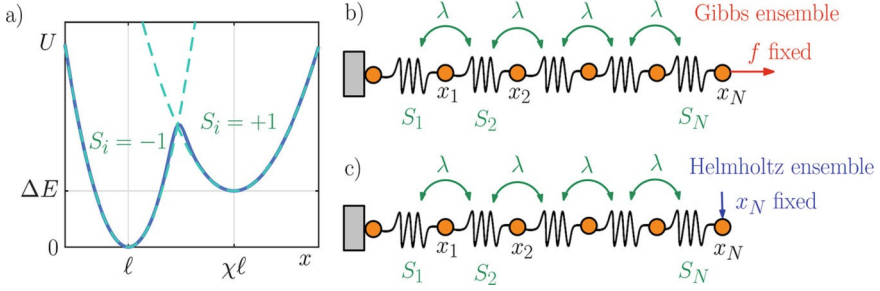 a)
U
S_i = −1
S_i = +1
ΔE
0
ℓ
χℓ
x
b)
λ
λ
λ
λ
Gibbs ensemble
f fixed
x_1
x_2
x_N
S_1
S_2
S_N
c)
λ
λ
λ
λ
Helmholtz ensemble
x_N fixed
x_1
x_2
x_N
S_1
S_2
S_N